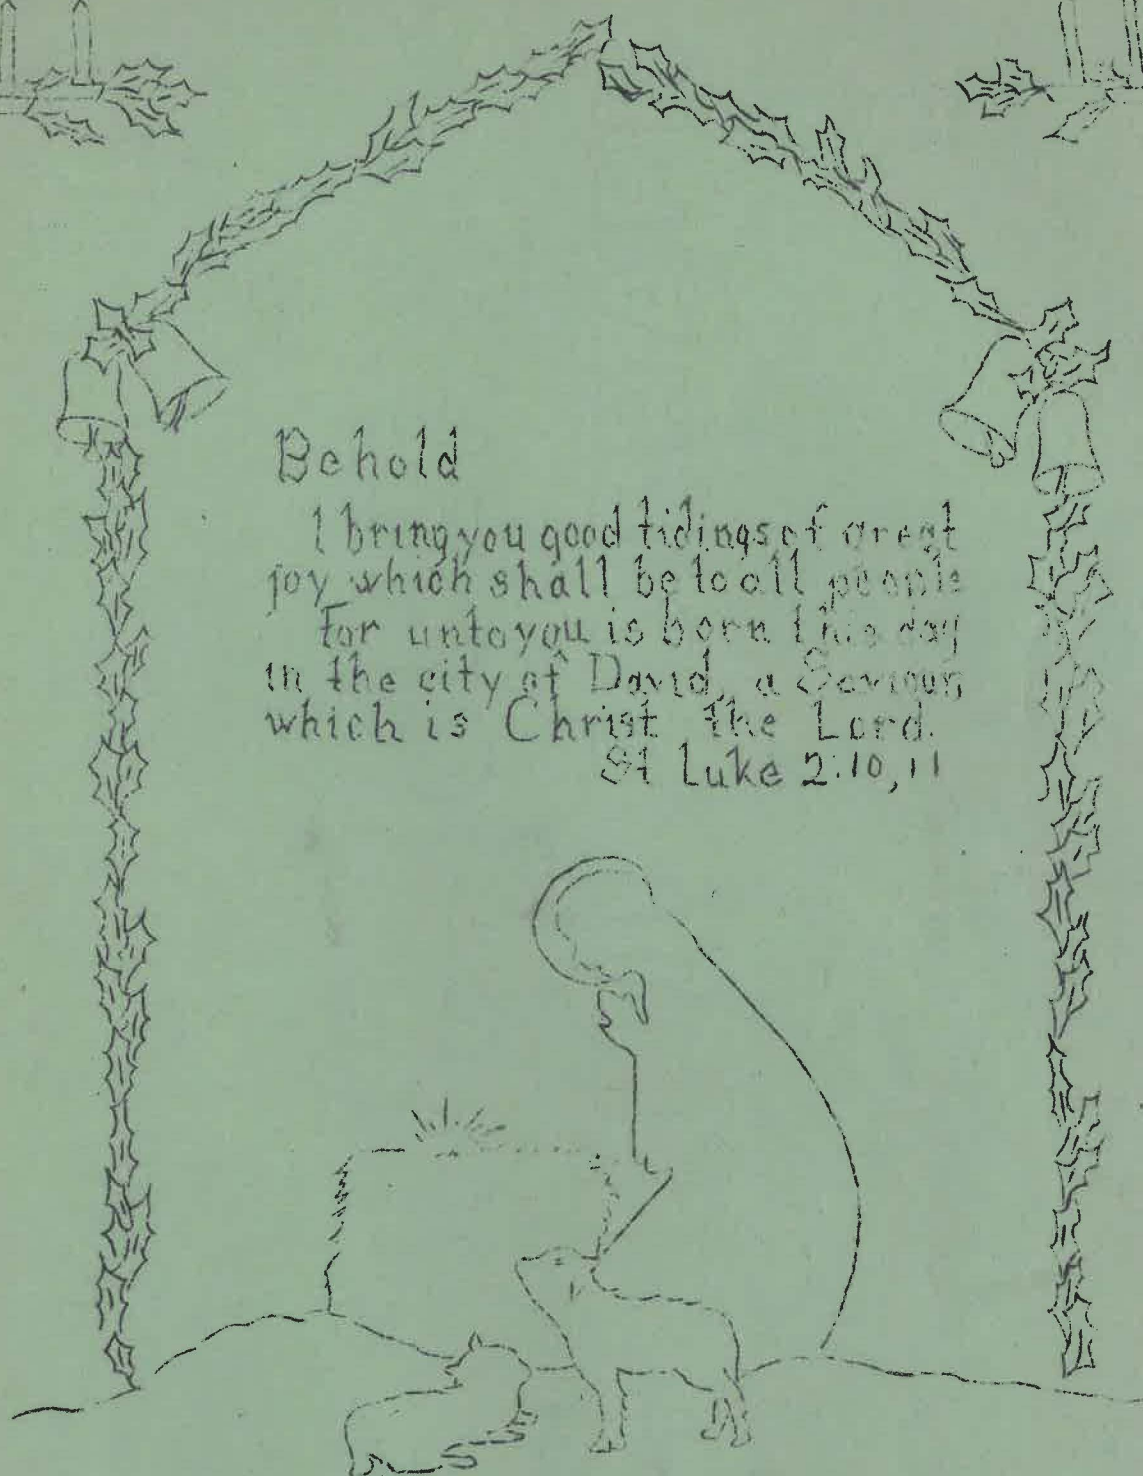 Behold
I bring you good tidings of great
joy which shall be to all people
For unto you is born this day
in the city of David, a Saviour
which is Christ the Lord.
St Luke 2:10,11